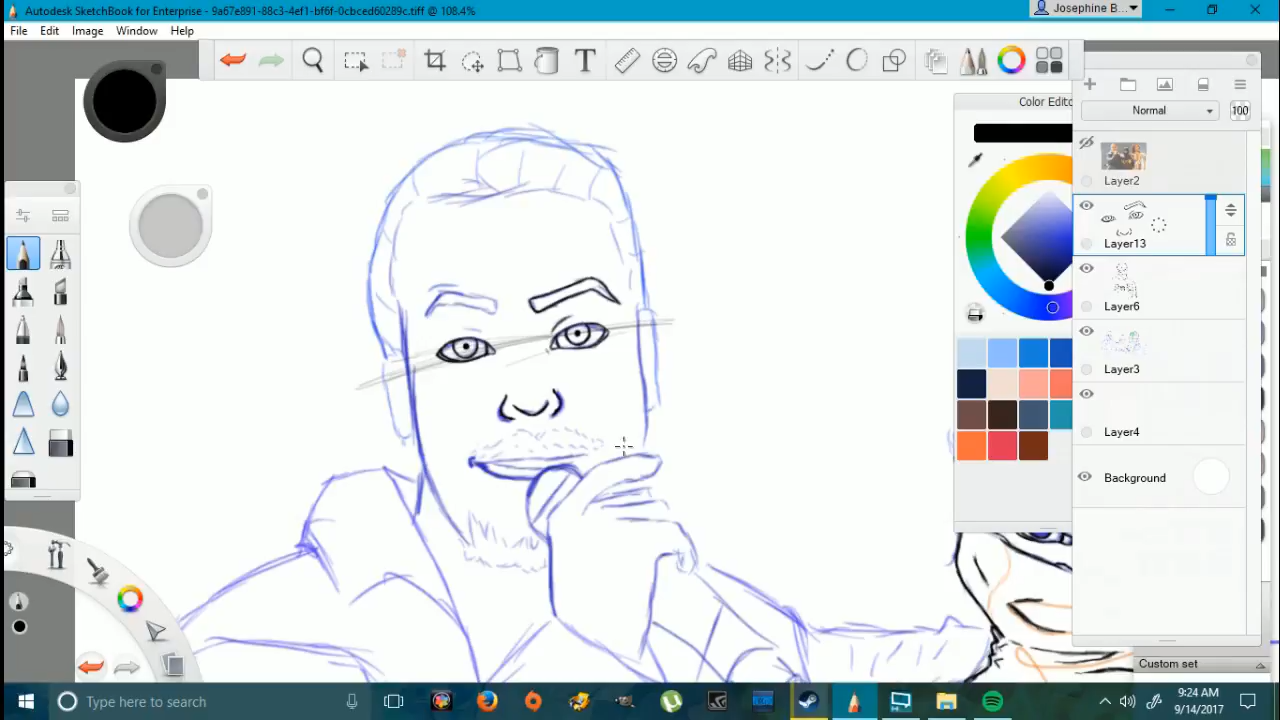 Autodesk SketchBook for Enterprise - 9a67e891-88c3-4ef1-bf6f-0cbced60289c.tiff @ 108.4%
Josephine B...
File Edit Image Window Help
Color Edito
Normal
100
Layer2
Layer13
Layer6
Layer3
Layer4
Background
Custom set
Type here to search
9:24 AM
9/14/2017